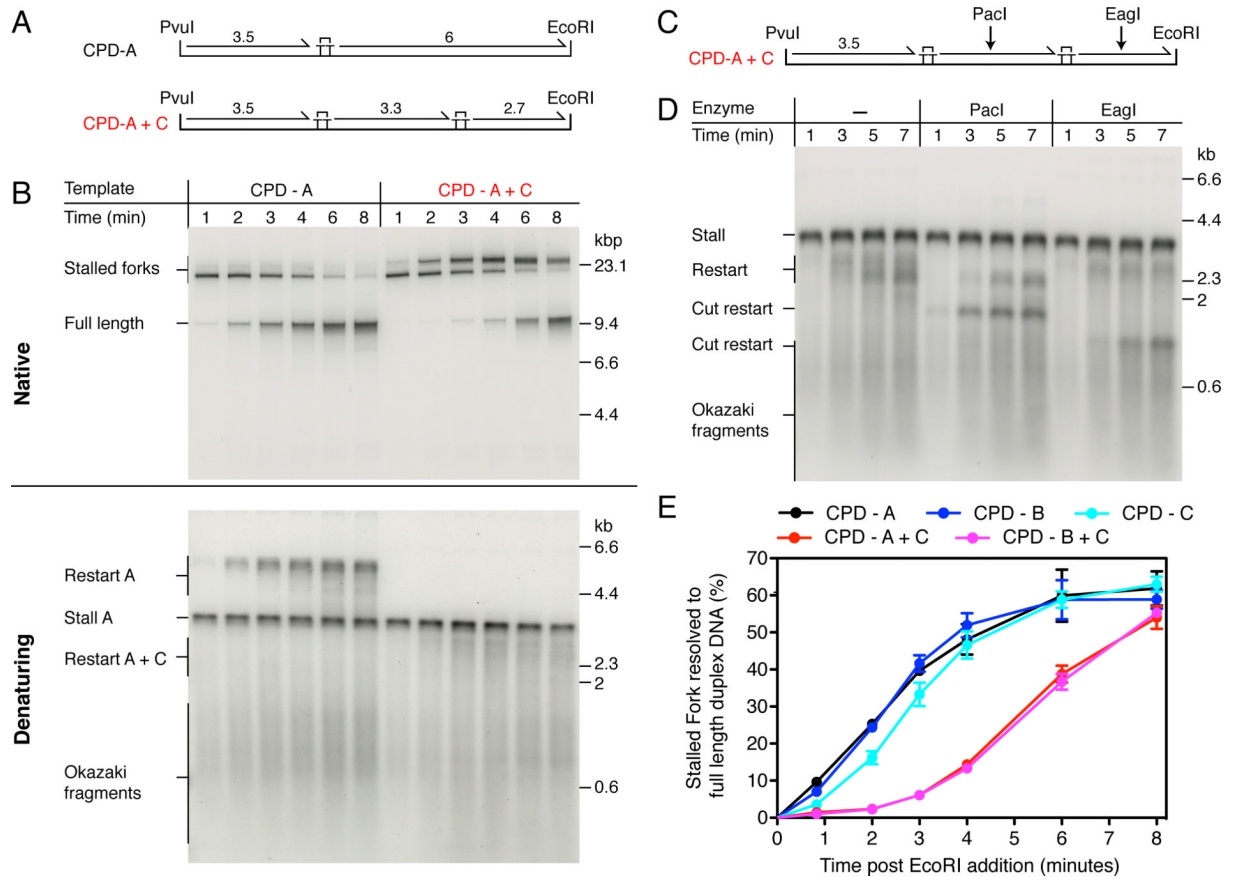 A
PvuI
EcoRI
CPD-A
3.5
6
PvuI
EcoRI
CPD-A + C
3.5
3.3
2.7
B
Template
CPD - A
CPD - A + C
Time (min)
1 2 3 4 6 8 1 2 3 4 6 8
kbp
Stalled forks
23.1
Full length
9.4
6.6
4.4
Native
kb
6.6
Restart A
4.4
Stall A
Restart A + C
2.3
2
Okazaki
fragments
0.6
Denaturing
C
PacI
EagI
PvuI
EcoRI
CPD-A + C
3.5
D
Enzyme
–
PacI
EagI
Time (min)
1 3 5 7 1 3 5 7 1 3 5 7
kb
6.6
4.4
Stall
Restart
2.3
2
Cut restart
Cut restart
0.6
Okazaki
fragments
E
CPD - A
CPD - B
CPD - C
CPD - A + C
CPD - B + C
Stalled Fork resolved to
full length duplex DNA (%)
70
60
50
40
30
20
10
0
0 1 2 3 4 5 6 7 8
Time post EcoRI addition (minutes)